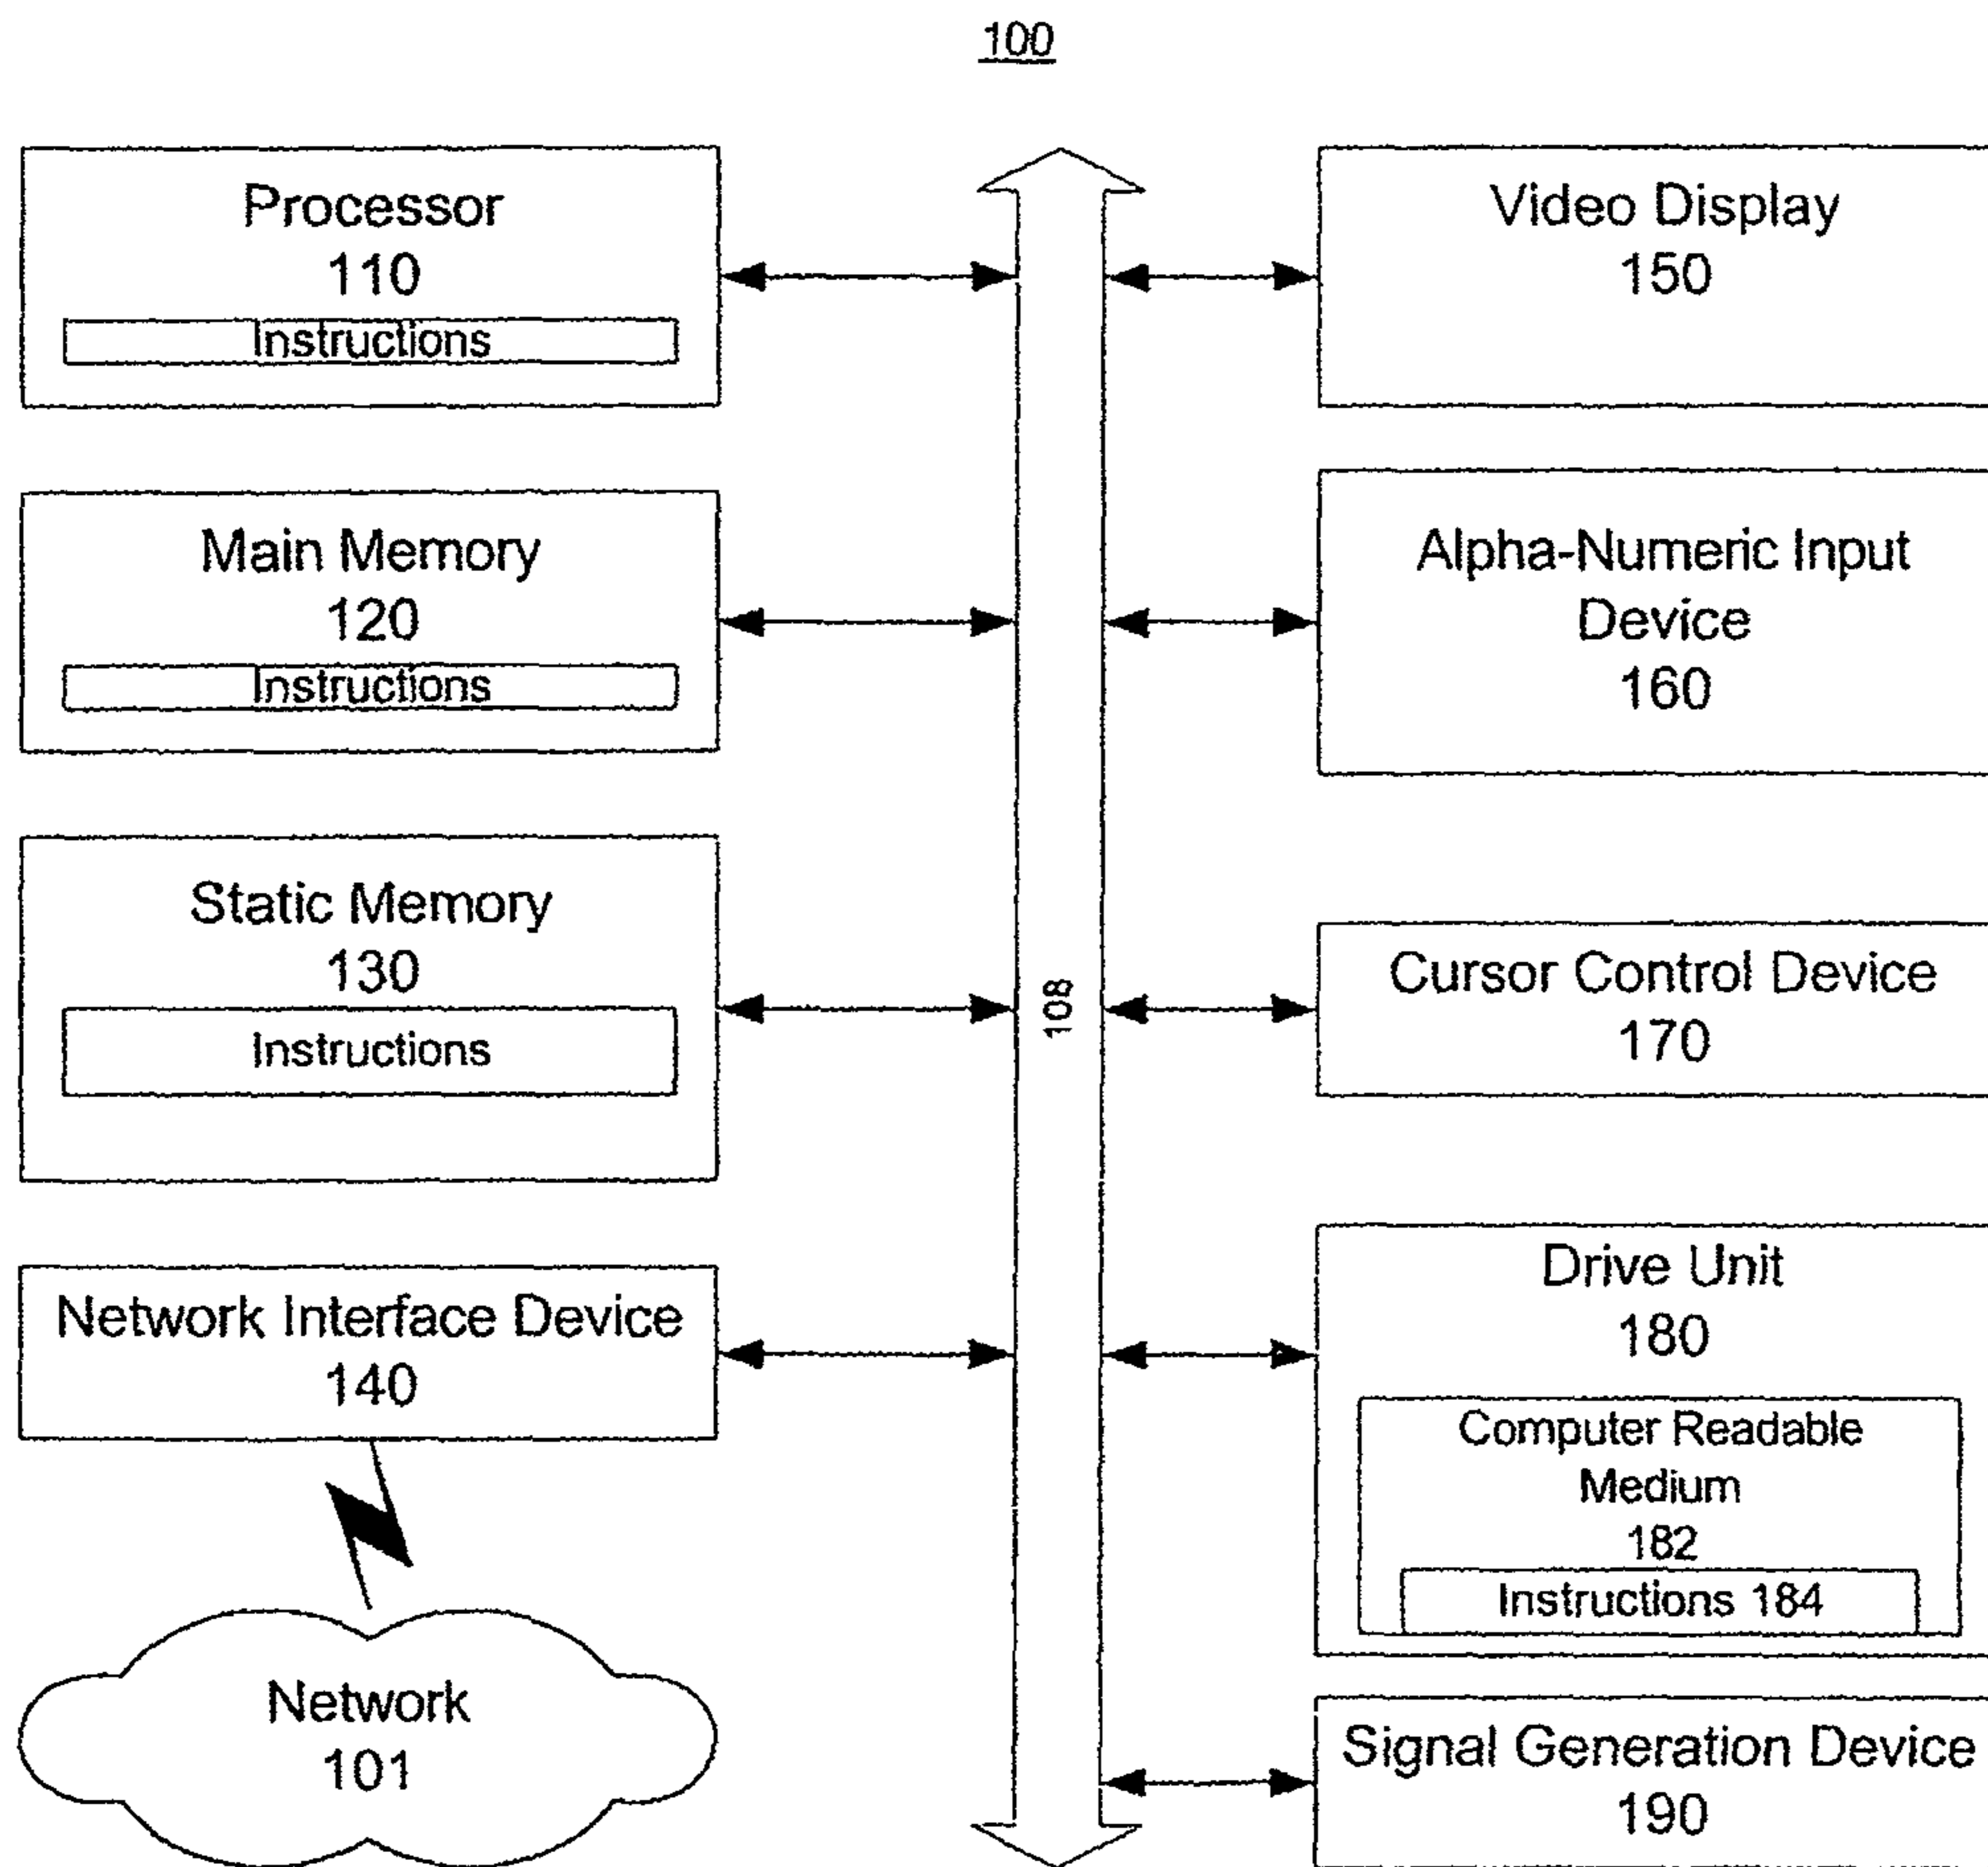 100
Processor
110
Instructions
Main Memory
120
Instructions
Static Memory
130
Instructions
Network Interface Device
140
Network
101
108
Video Display
150
Alpha-Numeric Input
Device
160
Cursor Control Device
170
Drive Unit
180
Computer Readable
Medium
182
Instructions 184
Signal Generation Device
190